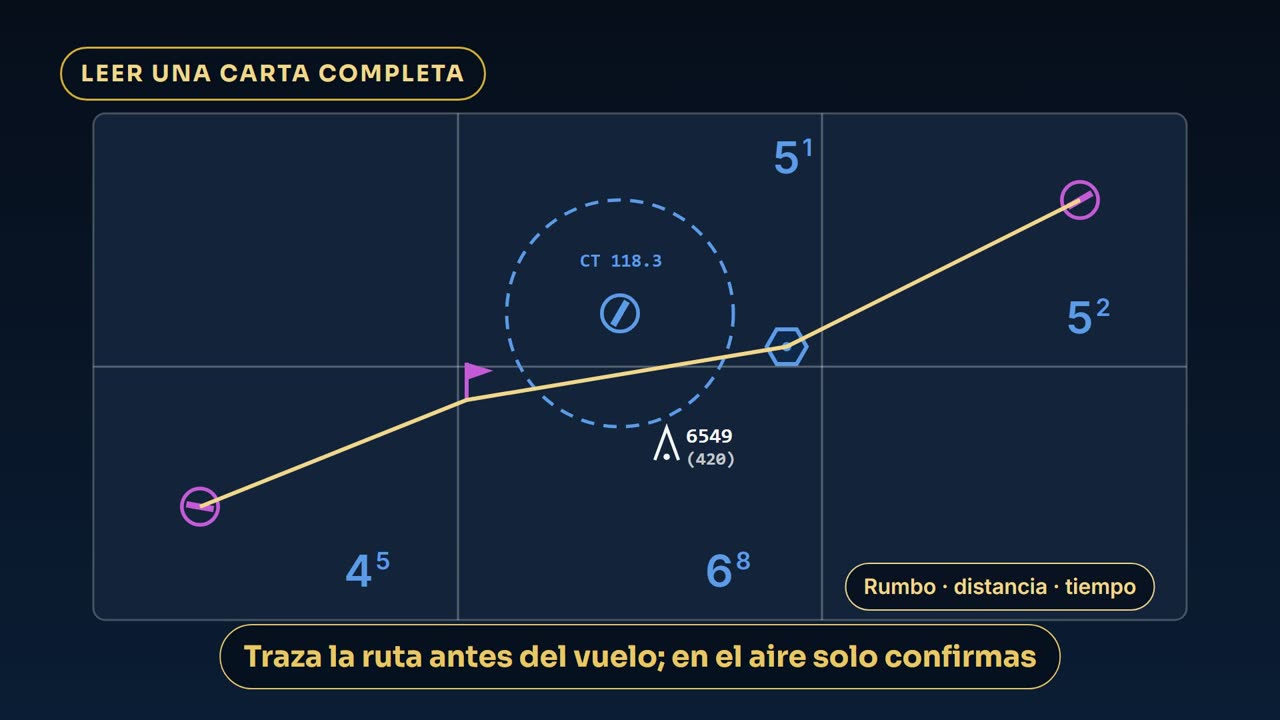 LEER UNA CARTA COMPLETA
5¹
CT 118.3
5²
6549
(420)
4⁵
6⁸
Rumbo · distancia · tiempo
Traza la ruta antes del vuelo; en el aire solo confirmas